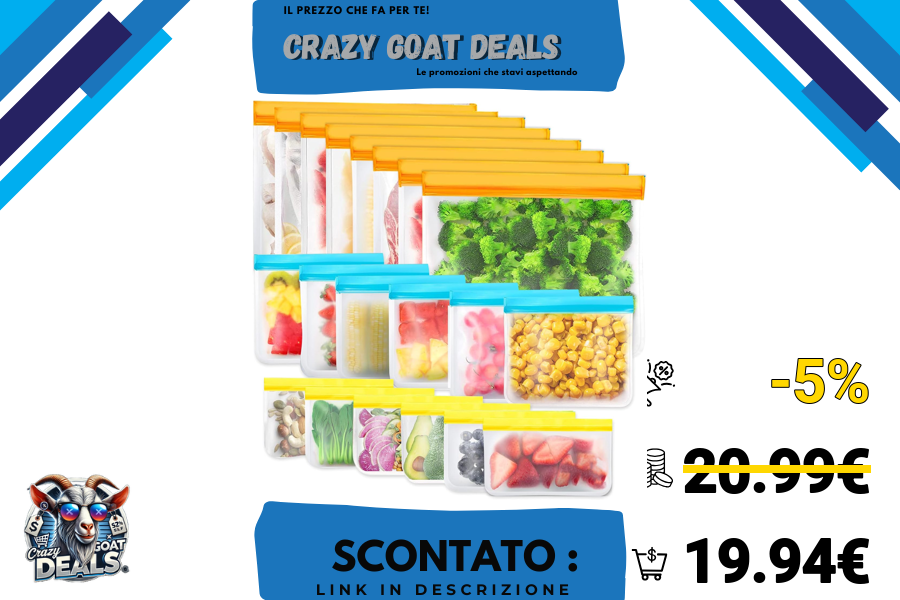 IL PREZZO CHE FA PER TE!
CRAZY GOAT DEALS
Le promozioni che stavi aspettando
-5%
20.99€
$
Crazy
GOAT
DEALS
SCONTATO :
19.94€
LINK IN DESCRIZIONE